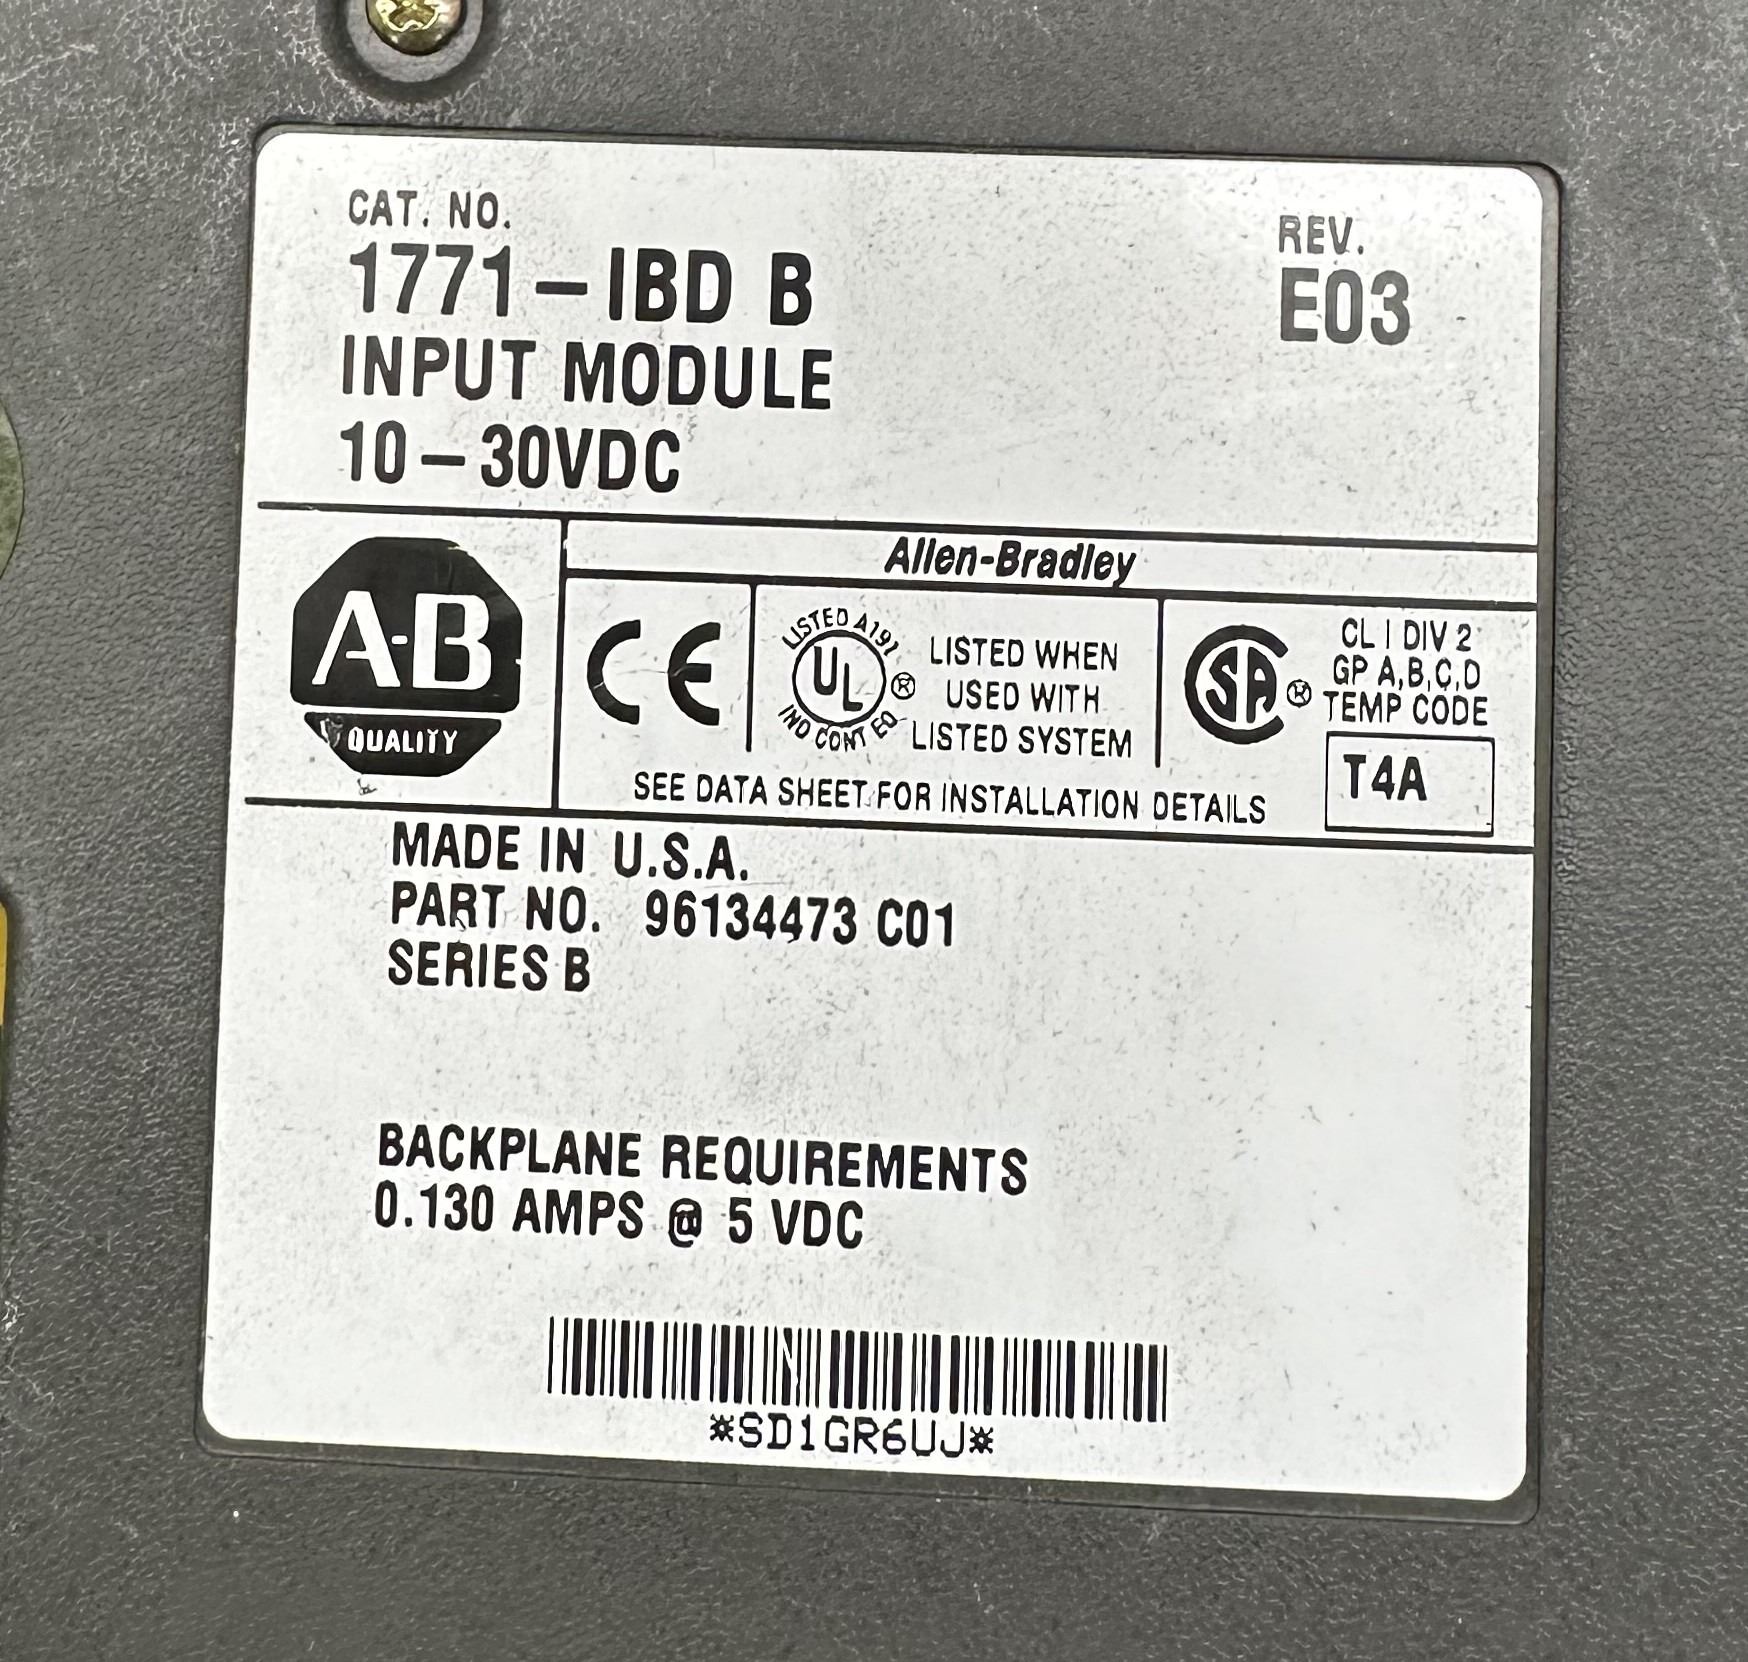 CAT. NO.
1771-IBD B
REV.
E03
INPUT MODULE
10-30VDC
Allen-Bradley
A-B
QUALITY
CE
LISTED A197
UL ®
IND CONT EQ
LISTED WHEN
USED WITH
LISTED SYSTEM
SA ®
CL I DIV 2
GP A,B,C,D
TEMP CODE
T4A
SEE DATA SHEET FOR INSTALLATION DETAILS
MADE IN U.S.A.
PART NO. 96134473 C01
SERIES B
BACKPLANE REQUIREMENTS
0.130 AMPS @ 5 VDC
*SD1GR6UJ*